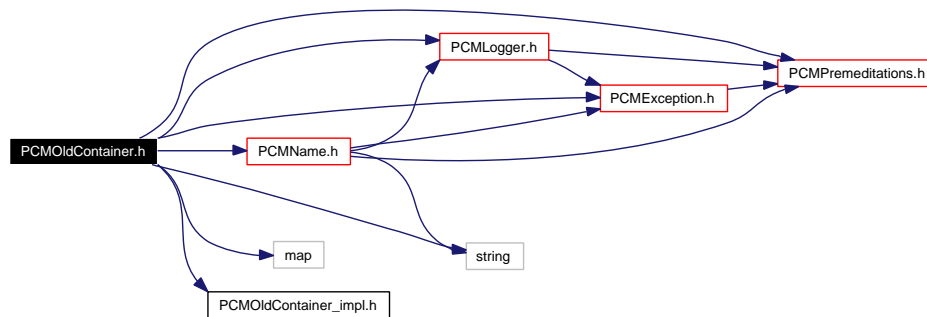 PCMLogger.h
PCMPremeditations.h
PCMException.h
PCMOldContainer.h
PCMName.h
map
string
PCMOldContainer_impl.h